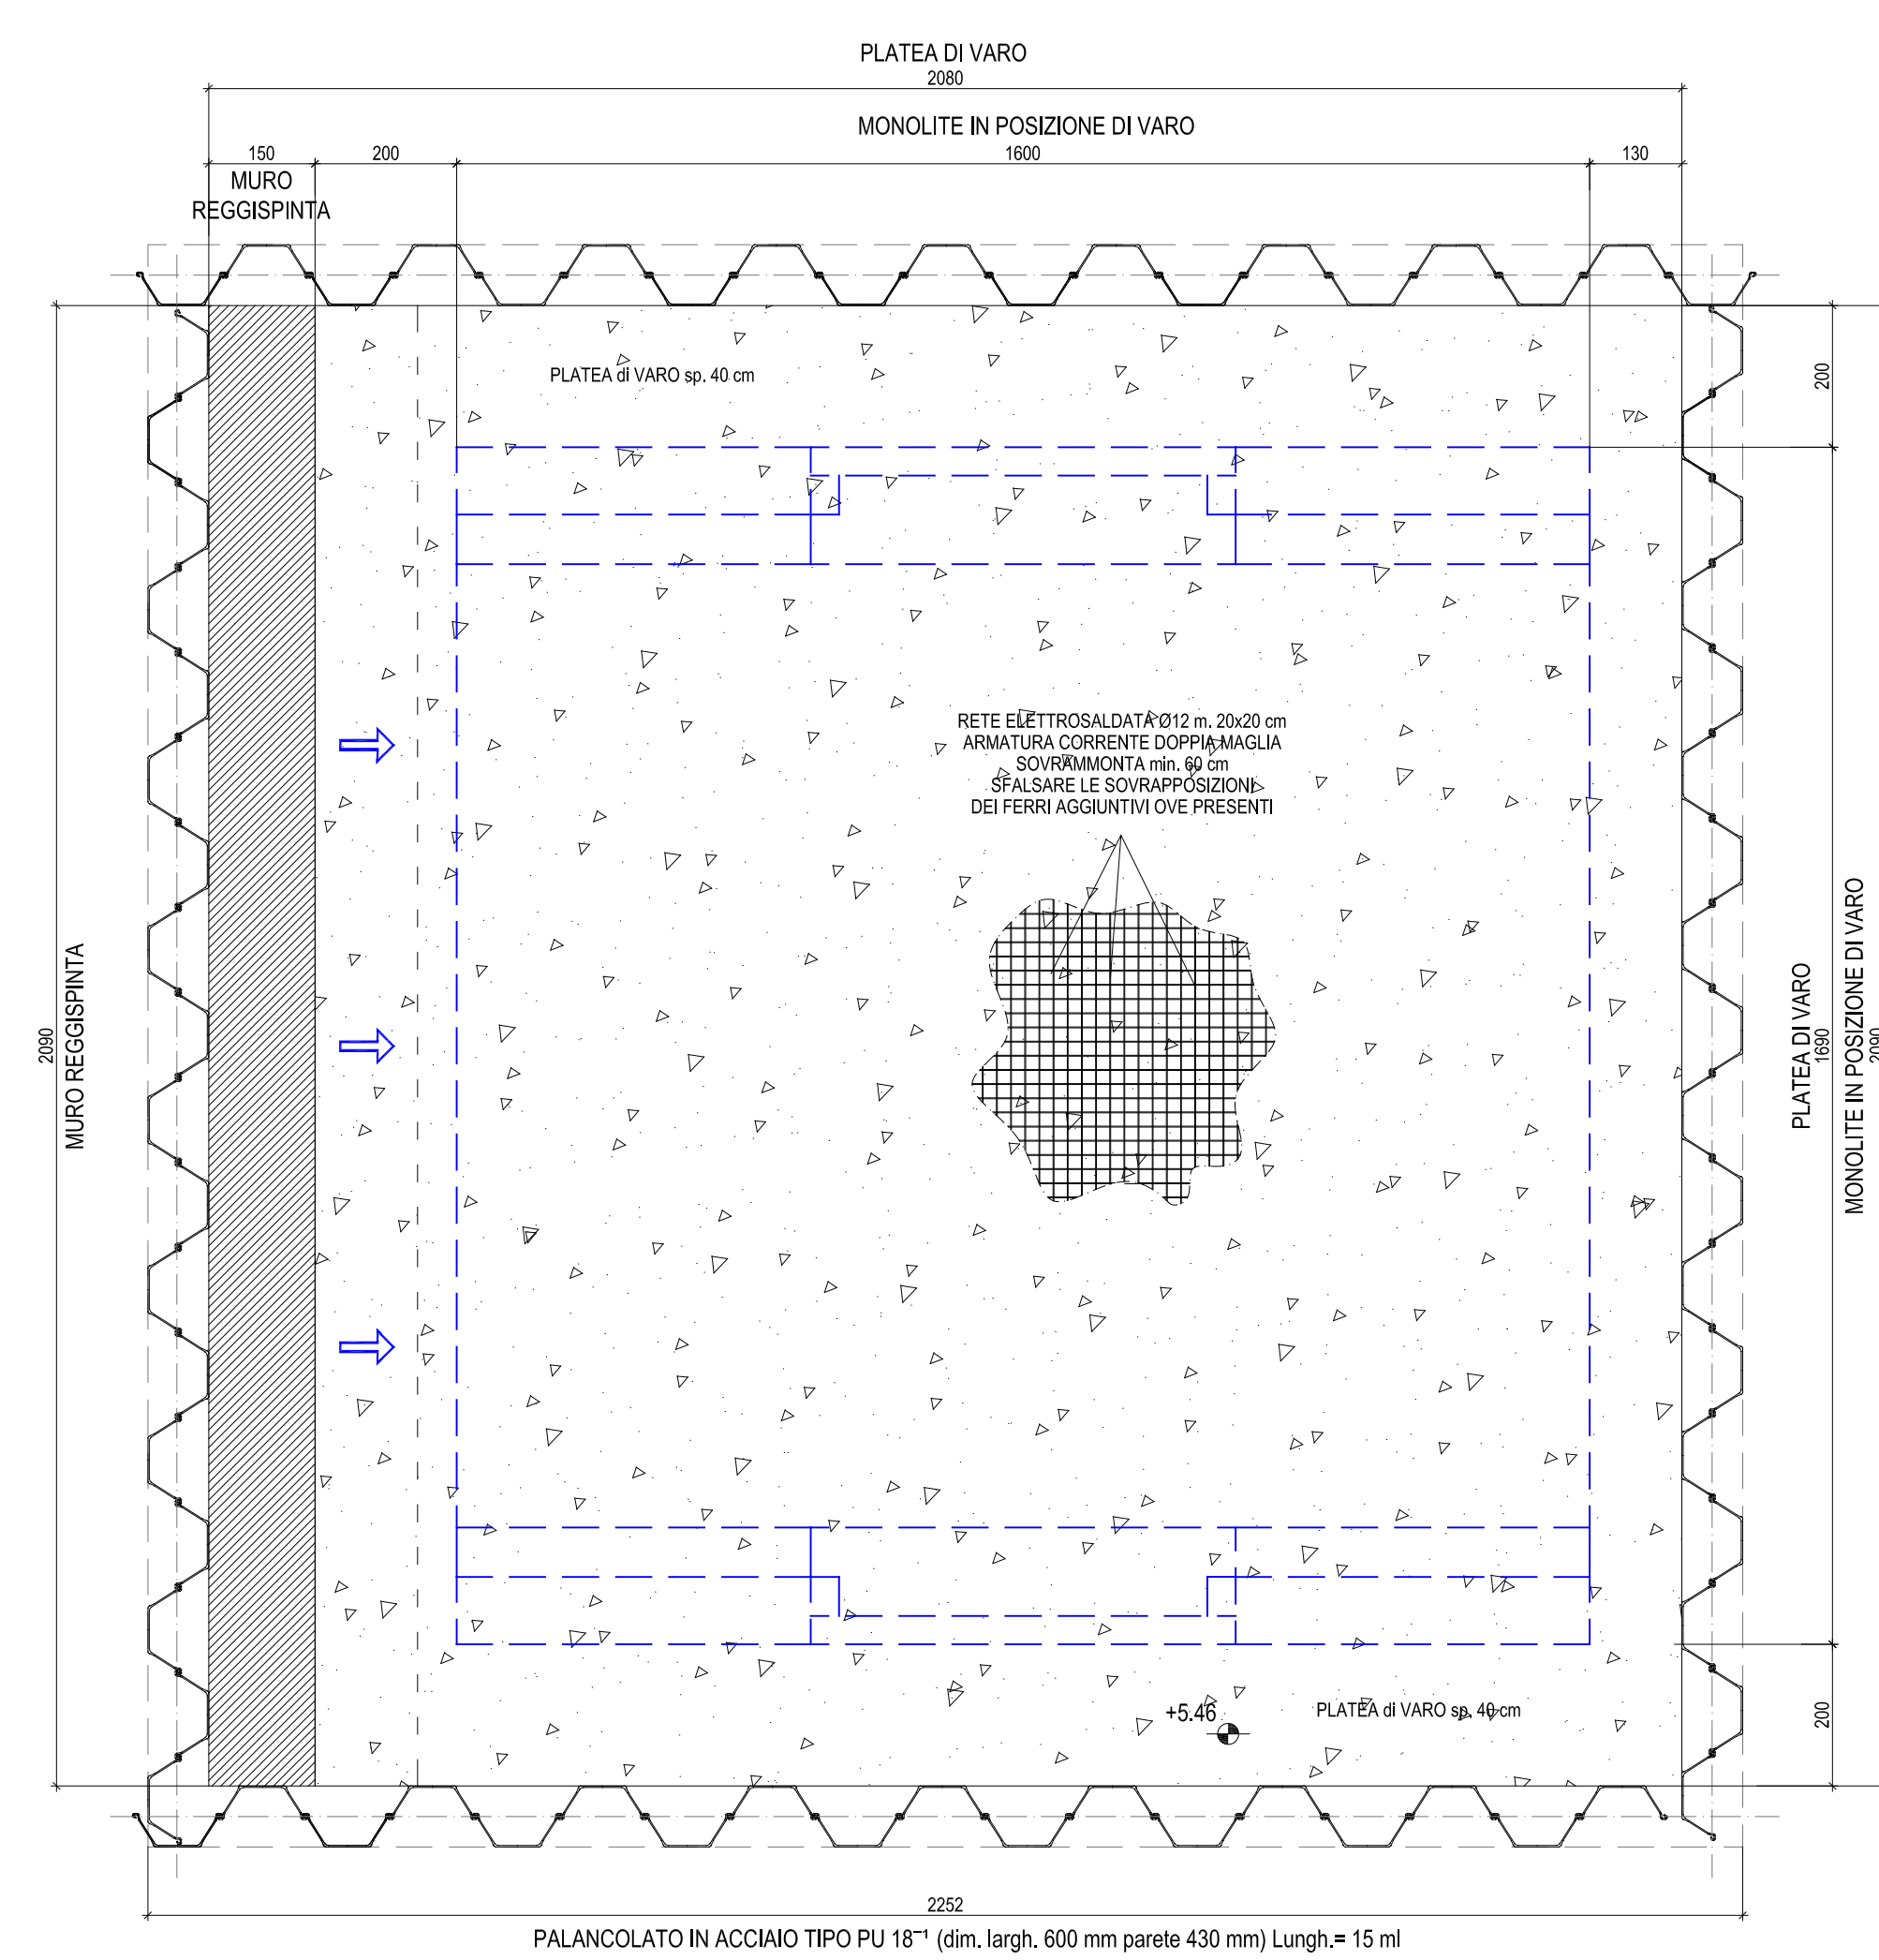 PLATEA DI VARO
2080
MONOLITE IN POSIZIONE DI VARO
150
200
1600
130
MURO
REGGISPINTA
PLATEA di VARO sp. 40 cm
200
RETE ELETTROSALDATA Ø12 m. 20x20 cm
ARMATURA CORRENTE DOPPIA MAGLIA
SOVRAMMONTA min. 60 cm
SFALSARE LE SOVRAPPOSIZIONI
DEI FERRI AGGIUNTIVI OVE PRESENTI
2090
MURO REGGISPINTA
PLATEA DI VARO
1690
MONOLITE IN POSIZIONE DI VARO
2090
+5.46
PLATEA di VARO sp. 40 cm
200
2252
PALANCOLATO IN ACCIAIO TIPO PU 18⁻¹ (dim. largh. 600 mm parete 430 mm) Lungh.= 15 ml